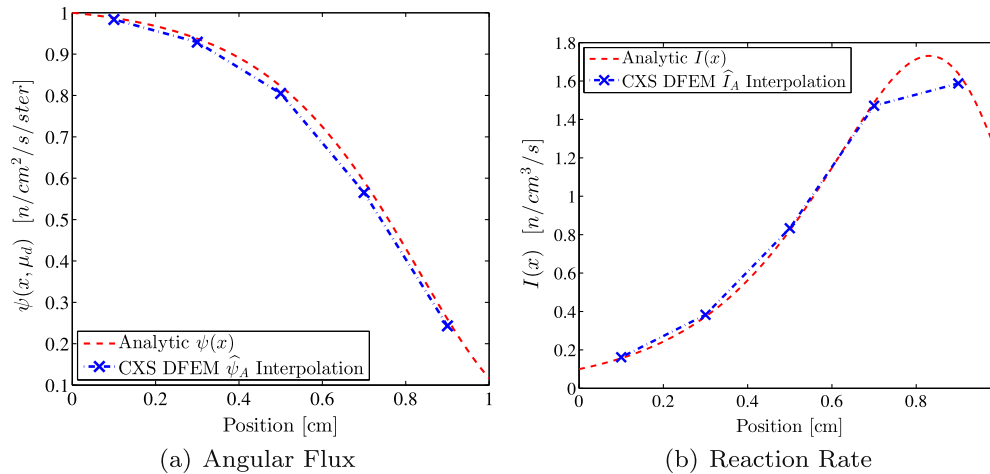 1
0.9
0.8
0.7
0.6
0.5
0.4
0.3
0.2
0.1
0 0.2 0.4 0.6 0.8 1
ψ(x, μ_d) [n/cm²/s/ster]
Position [cm]
Analytic ψ(x)
CXS DFEM ψ̂_A Interpolation
(a) Angular Flux
1.8
1.6
1.4
1.2
1
0.8
0.6
0.4
0.2
0
0 0.2 0.4 0.6 0.8
I(x) [n/cm³/s]
Position [cm]
Analytic I(x)
CXS DFEM Î_A Interpolation
(b) Reaction Rate